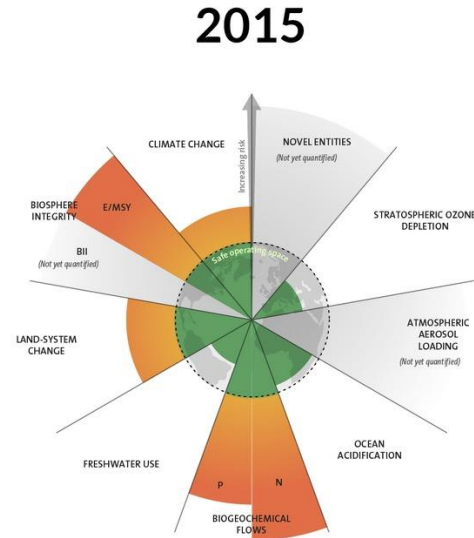 2015
CLIMATE CHANGE
Increasing risk
NOVEL ENTITIES
(Not yet quantified)
STRATOSPHERIC OZONE
DEPLETION
BIOSPHERE
INTEGRITY
E/MSY
BII
(Not yet quantified)
Safe operating space
ATMOSPHERIC
AEROSOL
LOADING
(Not yet quantified)
LAND-SYSTEM
CHANGE
FRESHWATER USE
OCEAN
ACIDIFICATION
P
N
BIOGEOCHEMICAL
FLOWS